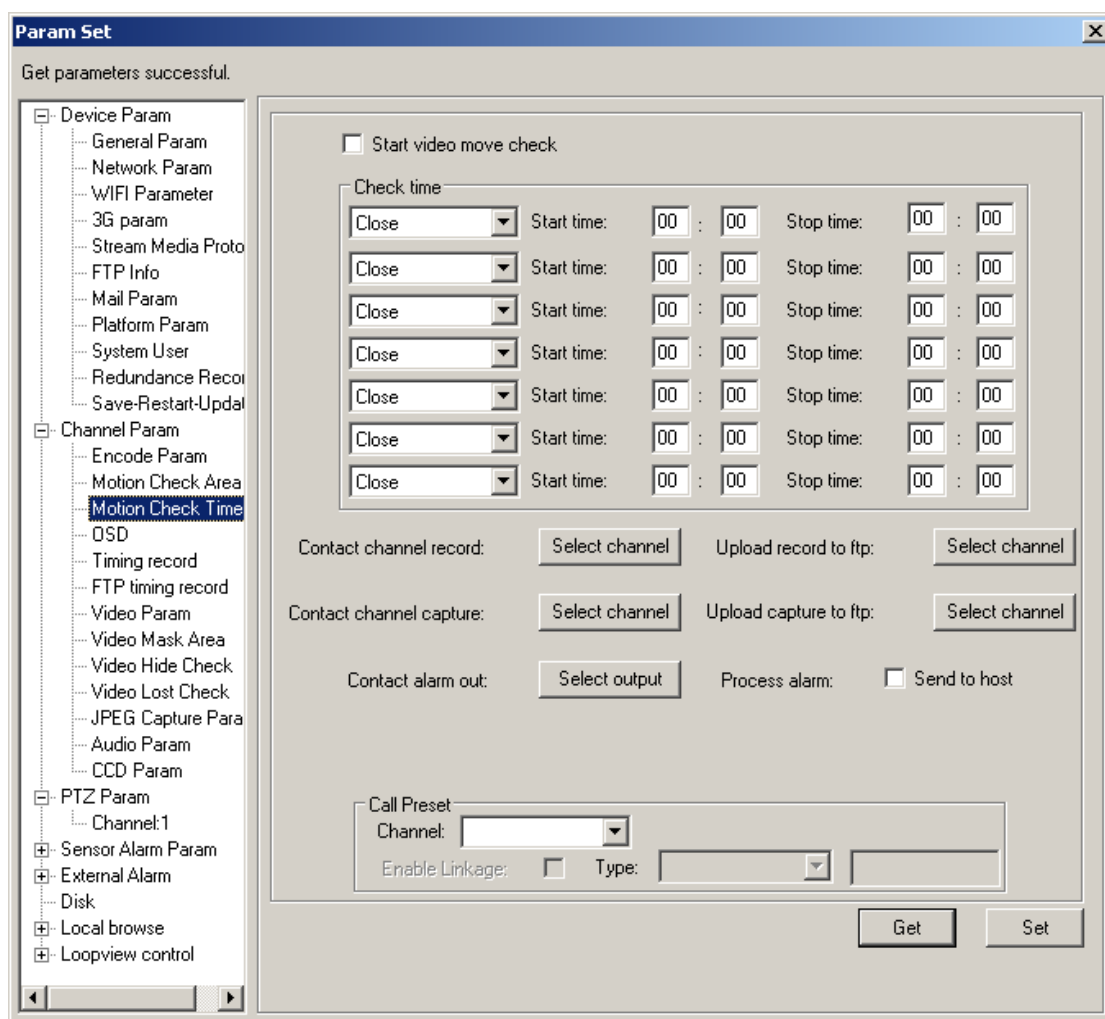 Param Set
Get parameters successful.
Device Param
General Param
Network Param
WIFI Parameter
3G param
Stream Media Proto
FTP Info
Mail Param
Platform Param
System User
Redundance Recor
Save-Restart-Updat
Channel Param
Encode Param
Motion Check Area
Motion Check Time
OSD
Timing record
FTP timing record
Video Param
Video Mask Area
Video Hide Check
Video Lost Check
JPEG Capture Para
Audio Param
CCD Param
PTZ Param
Channel:1
Sensor Alarm Param
External Alarm
Disk
Local browse
Loopview control
Start video move check
Check time
Close Start time: 00 : 00 Stop time: 00 : 00
Close Start time: 00 : 00 Stop time: 00 : 00
Close Start time: 00 : 00 Stop time: 00 : 00
Close Start time: 00 : 00 Stop time: 00 : 00
Close Start time: 00 : 00 Stop time: 00 : 00
Close Start time: 00 : 00 Stop time: 00 : 00
Close Start time: 00 : 00 Stop time: 00 : 00
Contact channel record: Select channel Upload record to ftp: Select channel
Contact channel capture: Select channel Upload capture to ftp: Select channel
Contact alarm out: Select output Process alarm: Send to host
Call Preset
Channel:
Enable Linkage: Type:
Get Set